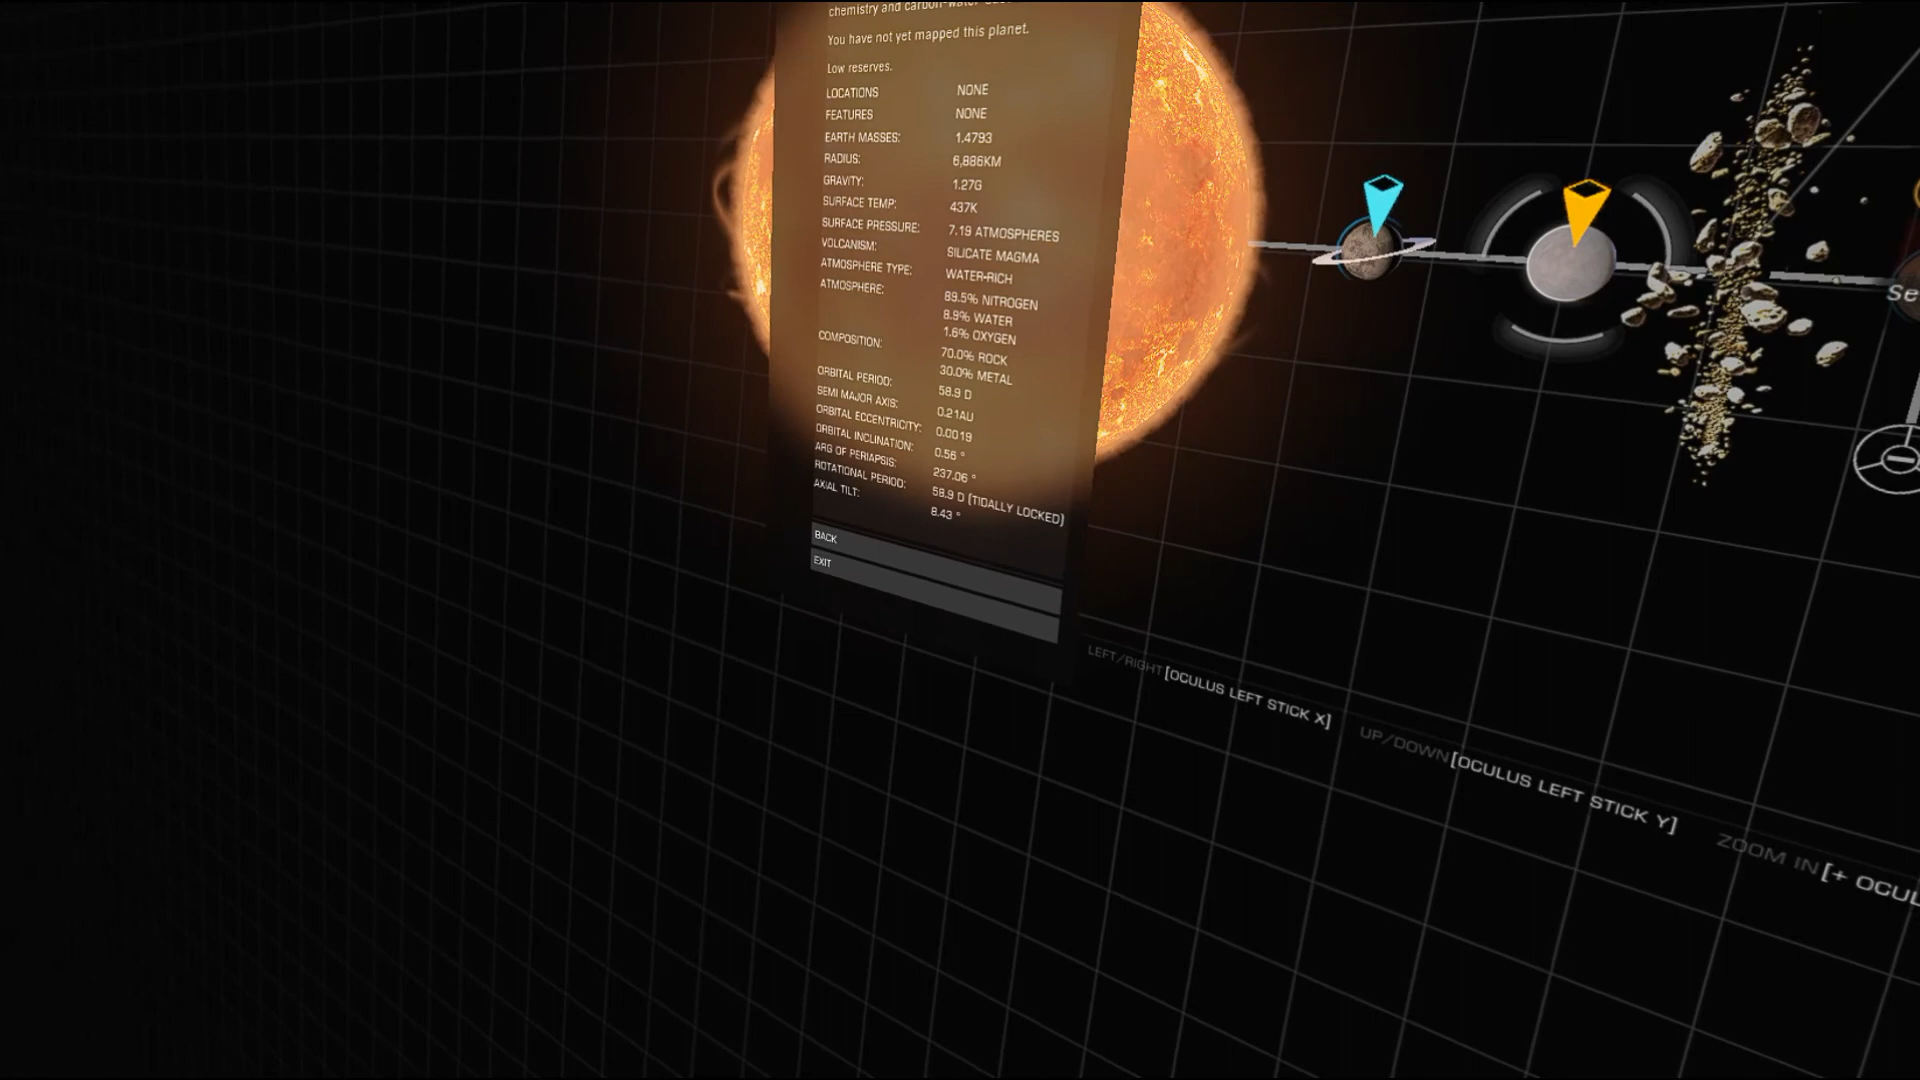 chemistry and carbon-water
You have not yet mapped this planet.
Low reserves.
LOCATIONS NONE
FEATURES NONE
EARTH MASSES: 1.4793
RADIUS: 6,886KM
GRAVITY: 1.27G
SURFACE TEMP: 437K
SURFACE PRESSURE: 7.19 ATMOSPHERES
VOLCANISM: SILICATE MAGMA
ATMOSPHERE TYPE: WATER-RICH
ATMOSPHERE: 89.5% NITROGEN
8.9% WATER
1.6% OXYGEN
COMPOSITION: 70.0% ROCK
30.0% METAL
ORBITAL PERIOD: 58.9 D
SEMI MAJOR AXIS: 0.21AU
ORBITAL ECCENTRICITY: 0.0019
ORBITAL INCLINATION: 0.56 °
ARG OF PERIAPSIS: 237.06 °
ROTATIONAL PERIOD: 58.9 D (TIDALLY LOCKED)
AXIAL TILT: 8.43 °
BACK
EXIT
Se
LEFT/RIGHT [OCULUS LEFT STICK X]
UP/DOWN [OCULUS LEFT STICK Y]
ZOOM IN [+ OCUL